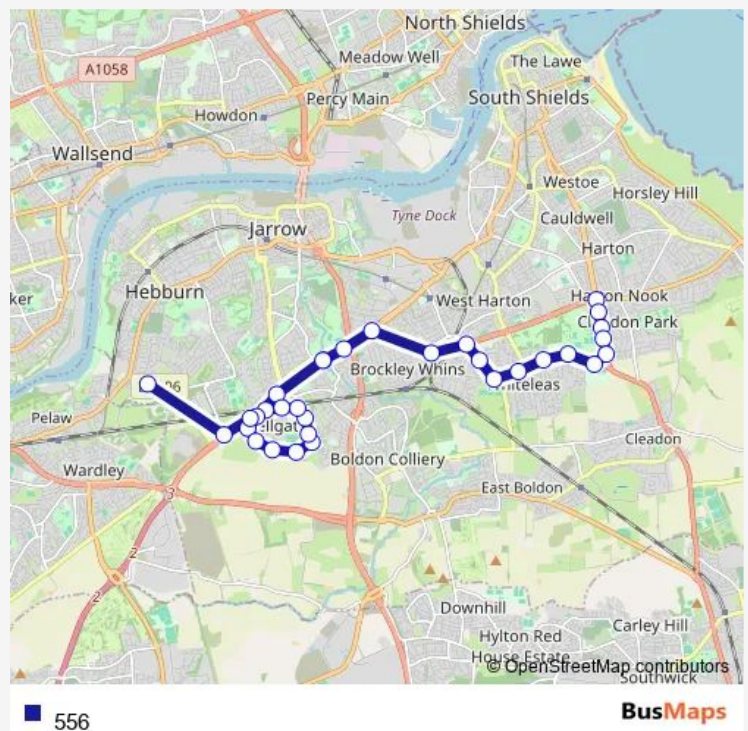 North Shields
Meadow Well
The Lawe
A1058
Percy Main
South Shields
Howdon
Wallsend
Westoe
Horsley Hill
Tyne Dock
Cauldwell
Jarrow
Harton
Hebburn
West Harton
Nook
Park
Brockley Whins
Pelaw
Cleadon
Boldon Colliery
Wardley
East Boldon
3
2
2
Downhill
Carley Hill
Hylton Red
House Estate
© OpenStreetMap contributors
Southwick
556
BusMaps